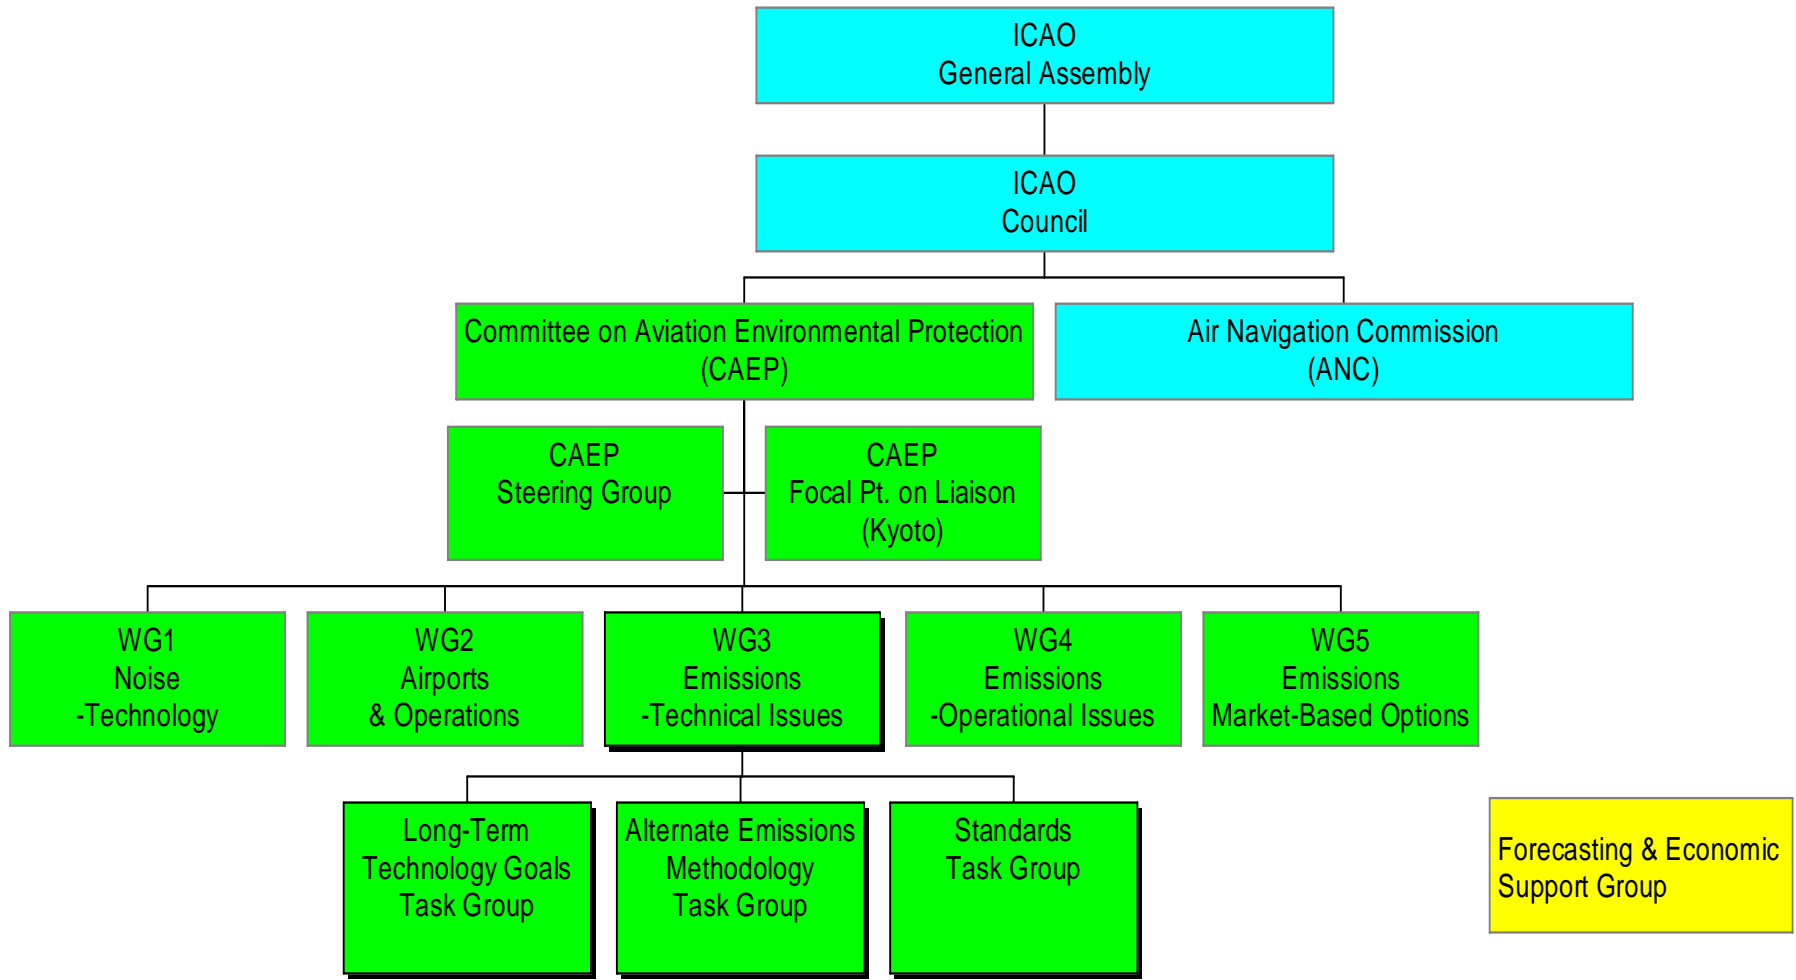 ICAO
General Assembly
ICAO
Council
Committee on Aviation Environmental Protection
(CAEP)
Air Navigation Commission
(ANC)
CAEP
Steering Group
CAEP
Focal Pt. on Liaison
(Kyoto)
WG1
Noise
-Technology
WG2
Airports
& Operations
WG3
Emissions
-Technical Issues
WG4
Emissions
-Operational Issues
WG5
Emissions
Market-Based Options
Long-Term
Technology Goals
Task Group
Alternate Emissions
Methodology
Task Group
Standards
Task Group
Forecasting & Economic
Support Group